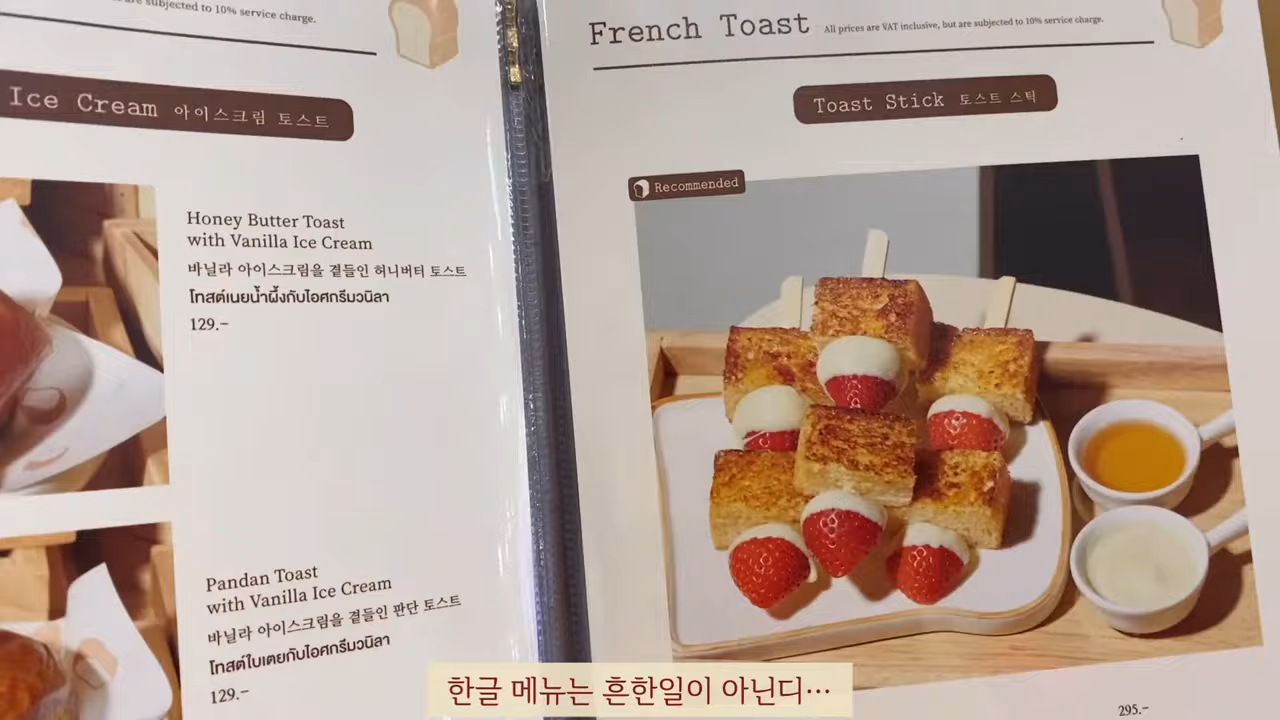 are subjected to 10% service charge.
Ice Cream 아이스크림 토스트
Honey Butter Toast
with Vanilla Ice Cream
바닐라 아이스크림을 곁들인 허니버터 토스트
โทสต์เนยน้ำผึ้งกับไอศกรีมวนิลา
129.-
Pandan Toast
with Vanilla Ice Cream
바닐라 아이스크림을 곁들인 판단 토스트
โทสต์ใบเตยกับไอศกรีมวนิลา
129.-
French Toast All prices are VAT inclusive, but are subjected to 10% service charge.
Toast Stick 토스트 스틱
Recommended
295.-
한글 메뉴는 흔한일이 아닌디…